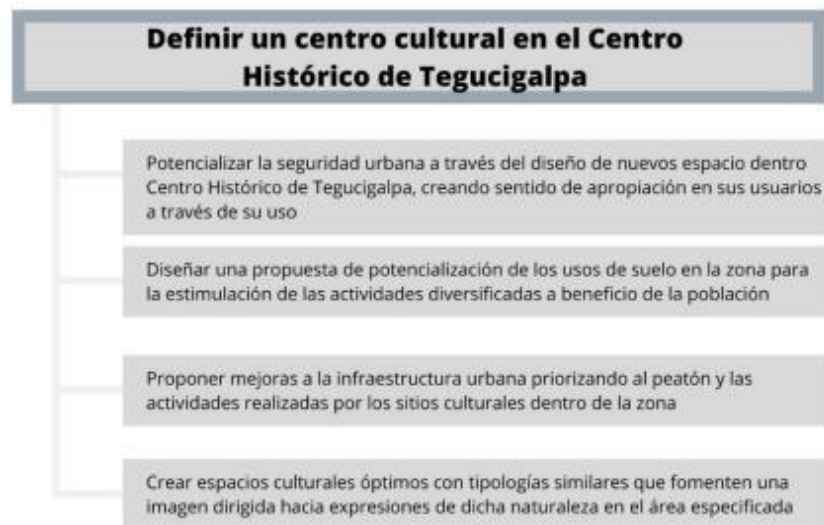 Definir un centro cultural en el Centro
Histórico de Tegucigalpa
Potencializar la seguridad urbana a través del diseño de nuevos espacio dentro
Centro Histórico de Tegucigalpa, creando sentido de apropiación en sus usuarios
a través de su uso
Diseñar una propuesta de potencialización de los usos de suelo en la zona para
la estimulación de las actividades diversificadas a beneficio de la población
Proponer mejoras a la infraestructura urbana priorizando al peatón y las
actividades realizadas por los sitios culturales dentro de la zona
Crear espacios culturales óptimos con tipologías similares que fomenten una
imagen dirigida hacia expresiones de dicha naturaleza en el área especificada